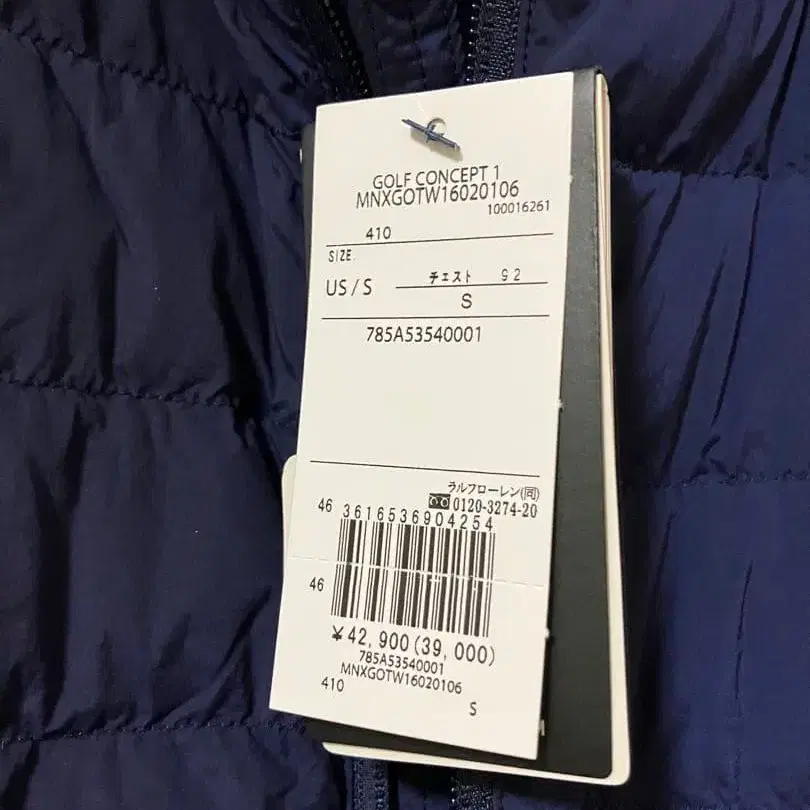 GOLF CONCEPT 1
MNXGOTW16020106
100016261
410
SIZE
US / S
チェスト 92
S
785A53540001
ラルフローレン(同)
0120-3274-20
46 3616536904254
46
¥42,900(39,000)
785A53540001
MNXGOTW16020106
410
S